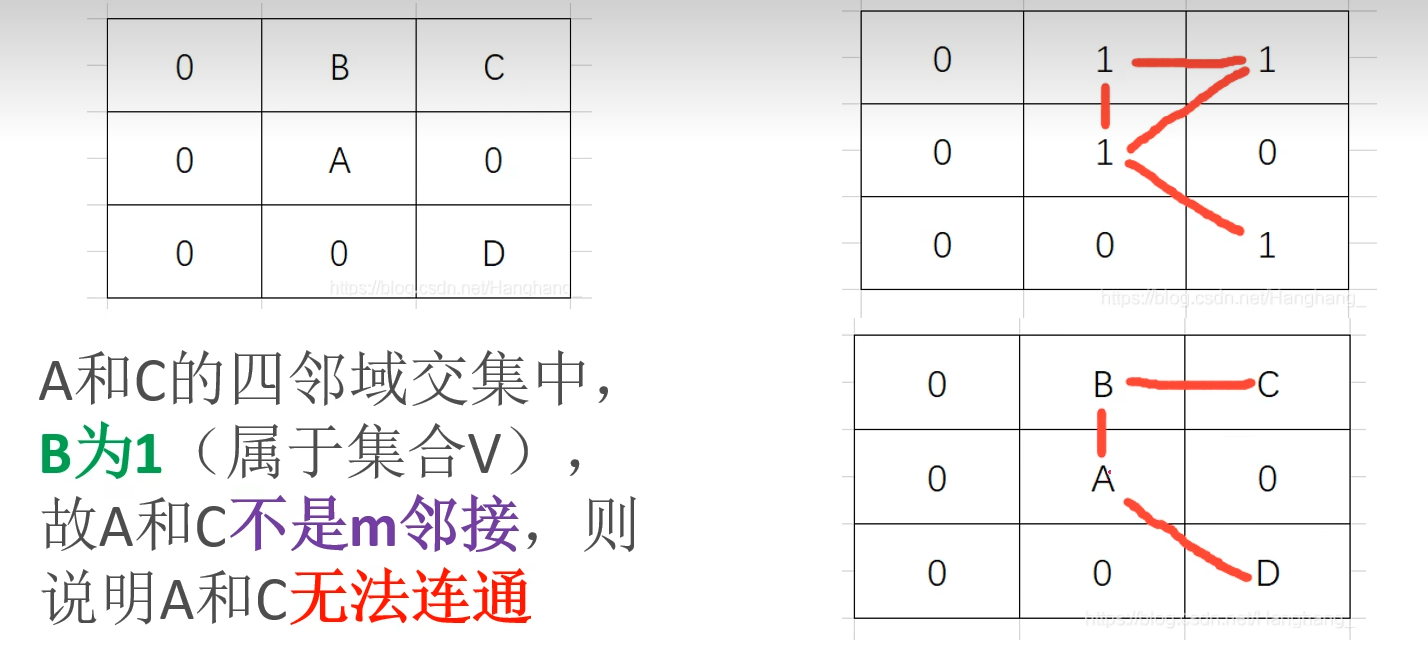 0 B C
0 A 0
0 0 D
https://blog.csdn.net/Hanghang_
A和C的四邻域交集中，
B为1（属于集合V），
故A和C不是m邻接，则
说明A和C无法连通
0 1 1
0 1 0
0 0 1
https://blog.csdn.net/Hanghang_
0 B C
0 A 0
0 0 D
https://blog.csdn.net/Hanghang_